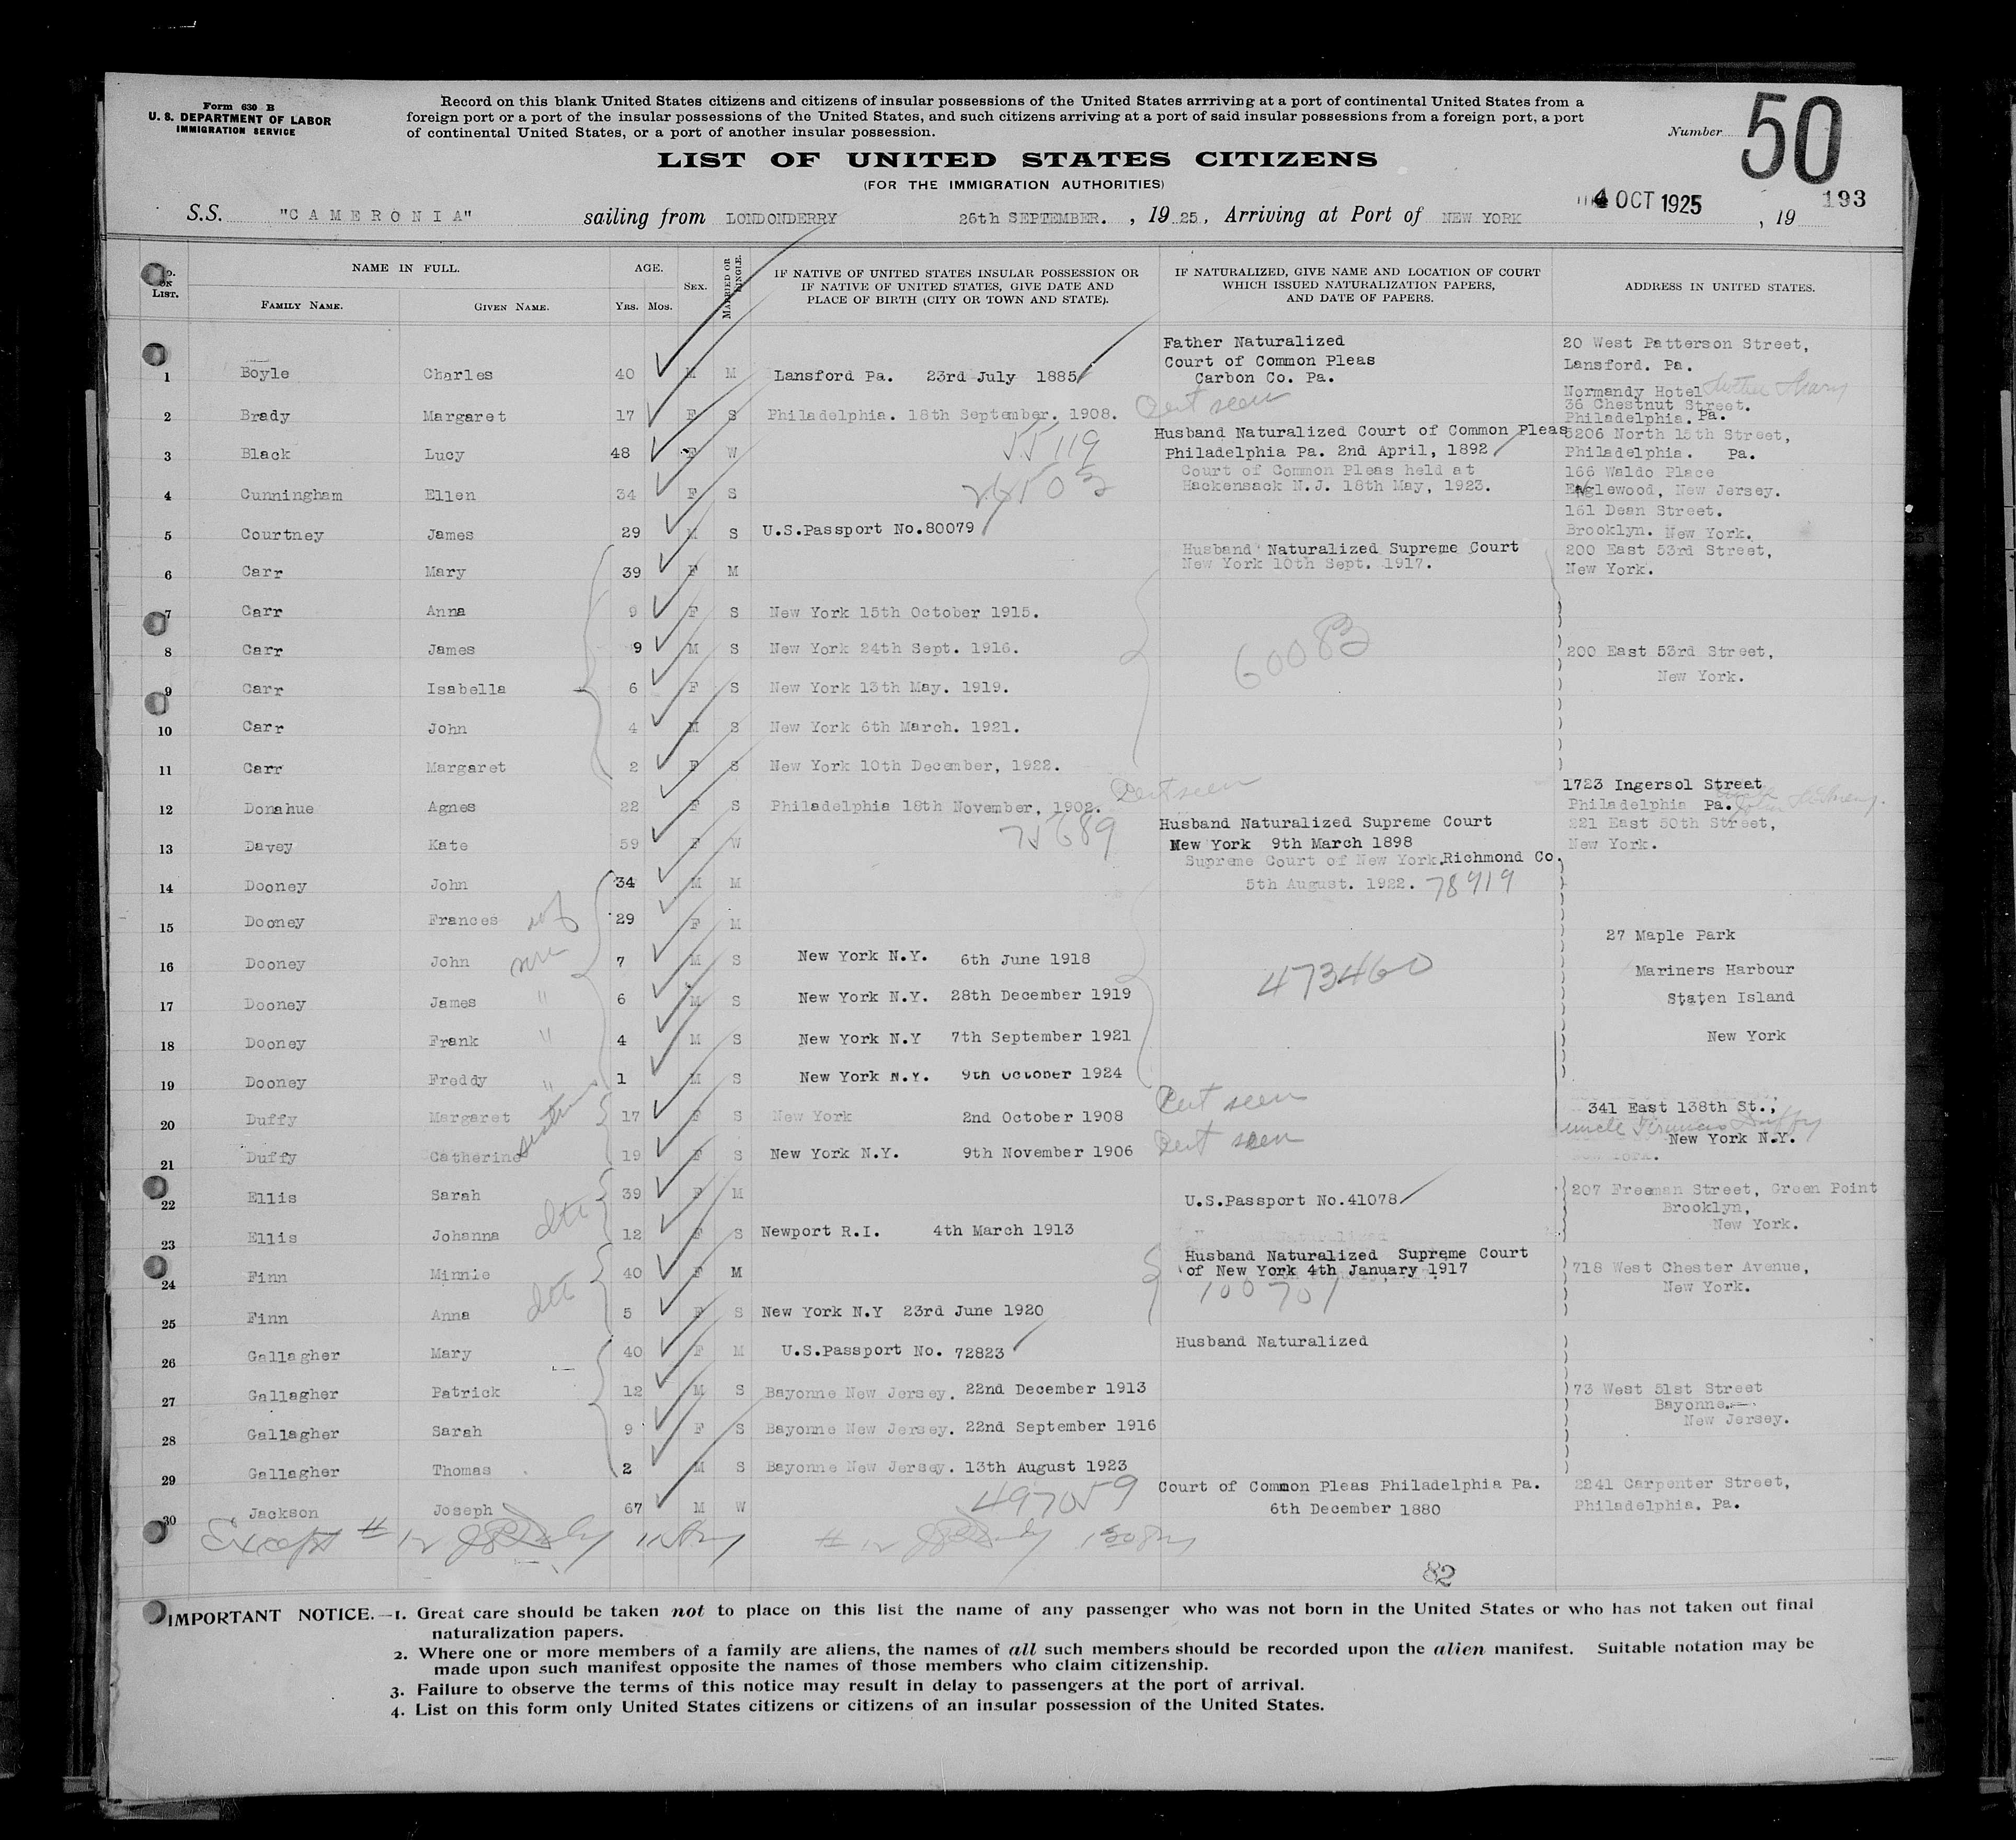 Form 630 B
U. S. DEPARTMENT OF LABOR
IMMIGRATION SERVICE
Record on this blank United States citizens and citizens of insular possessions of the United States arrriving at a port of continental United States from a
foreign port or a port of the insular possessions of the United States, and such citizens arriving at a port of said insular possessions from a foreign port, a port
of continental United States, or a port of another insular possession.
Number 50
LIST OF UNITED STATES CITIZENS
(FOR THE IMMIGRATION AUTHORITIES)
193
S.S. "CAMERONIA" sailing from LONDONDERRY 26th SEPTEMBER. , 19 25, Arriving at Port of NEW YORK 4 OCT 1925 , 19
No. ON LIST. NAME IN FULL. AGE. SEX. MARRIED OR SINGLE. IF NATIVE OF UNITED STATES INSULAR POSSESSION OR IF NATIVE OF UNITED STATES, GIVE DATE AND PLACE OF BIRTH (CITY OR TOWN AND STATE). IF NATURALIZED, GIVE NAME AND LOCATION OF COURT WHICH ISSUED NATURALIZATION PAPERS, AND DATE OF PAPERS. ADDRESS IN UNITED STATES.
FAMILY NAME. GIVEN NAME. YRS. MOS.
1 Boyle Charles 40 M M Lansford Pa. 23rd July 1885 Father Naturalized Court of Common Pleas Carbon Co. Pa. 20 West Patterson Street, Lansford. Pa.
2 Brady Margaret 17 F S Philadelphia. 18th September. 1908. Cert seen Normandy Hotel 36 Chestnut Street. Philadelphia. Pa.
3 Black Lucy 48 F W 55119 Husband Naturalized Court of Common Pleas Philadelphia Pa. 2nd April, 1892 5206 North 15th Street, Philadelphia. Pa.
4 Cunningham Ellen 34 F S Court of Common Pleas held at Hackensack N.J. 18th May, 1923. 166 Waldo Place Englewood, New Jersey.
5 Courtney James 29 M S U.S.Passport No.80079 161 Dean Street. Brooklyn. New York.
6 Carr Mary 39 F M Husband Naturalized Supreme Court New York 10th Sept. 1917. 200 East 53rd Street, New York.
7 Carr Anna 9 F S New York 15th October 1915.
8 Carr James 9 M S New York 24th Sept. 1916. 60083 200 East 53rd Street,
9 Carr Isabella 6 F S New York 13th May. 1919. New York.
10 Carr John 4 M S New York 6th March. 1921.
11 Carr Margaret 2 F S New York 10th December, 1922.
12 Donahue Agnes 22 F S Philadelphia 18th November, 1902. Cert seen 1723 Ingersol Street Philadelphia Pa.
13 Davey Kate 59 F W 75689 Husband Naturalized Supreme Court New York 9th March 1898 221 East 50th Street, New York.
14 Dooney John 34 M M Supreme Court of New York.Richmond Co. 5th August. 1922. 78919
15 Dooney Frances 29 F M 27 Maple Park
16 Dooney John 7 M S New York N.Y. 6th June 1918 473460 Mariners Harbour
17 Dooney James " 6 M S New York N.Y. 28th December 1919 Staten Island
18 Dooney Frank " 4 M S New York N.Y 7th September 1921 New York
19 Dooney Freddy " 1 M S New York N.Y. 9th October 1924
20 Duffy Margaret 17 F S New York 2nd October 1908 Cert seen 341 East 138th St., uncle Francis Duffy
21 Duffy Catherine 19 F S New York N.Y. 9th November 1906 Cert seen New York N.Y.
22 Ellis Sarah 39 F M U.S.Passport No.41078 207 Freeman Street, Green Point Brooklyn,
23 Ellis Johanna 12 F S Newport R.I. 4th March 1913 New York.
24 Finn Minnie 40 F M Husband Naturalized Supreme Court of New York 4th January 1917 100701 718 West Chester Avenue, New York.
25 Finn Anna 5 F S New York N.Y 23rd June 1920
26 Gallagher Mary 40 F M U.S.Passport No. 72823 Husband Naturalized
27 Gallagher Patrick 12 M S Bayonne New Jersey. 22nd December 1913 73 West 51st Street Bayonne.
28 Gallagher Sarah 9 F S Bayonne New Jersey. 22nd September 1916 New Jersey.
29 Gallagher Thomas 2 M S Bayonne New Jersey. 13th August 1923
30 Jackson Joseph 67 M W 497059 Court of Common Pleas Philadelphia Pa. 6th December 1880 2241 Carpenter Street, Philadelphia. Pa.
Except # 12 # 12
82
IMPORTANT NOTICE.—1. Great care should be taken not to place on this list the name of any passenger who was not born in the United States or who has not taken out final
naturalization papers.
2. Where one or more members of a family are aliens, the names of all such members should be recorded upon the alien manifest. Suitable notation may be
made upon such manifest opposite the names of those members who claim citizenship.
3. Failure to observe the terms of this notice may result in delay to passengers at the port of arrival.
4. List on this form only United States citizens or citizens of an insular possession of the United States.